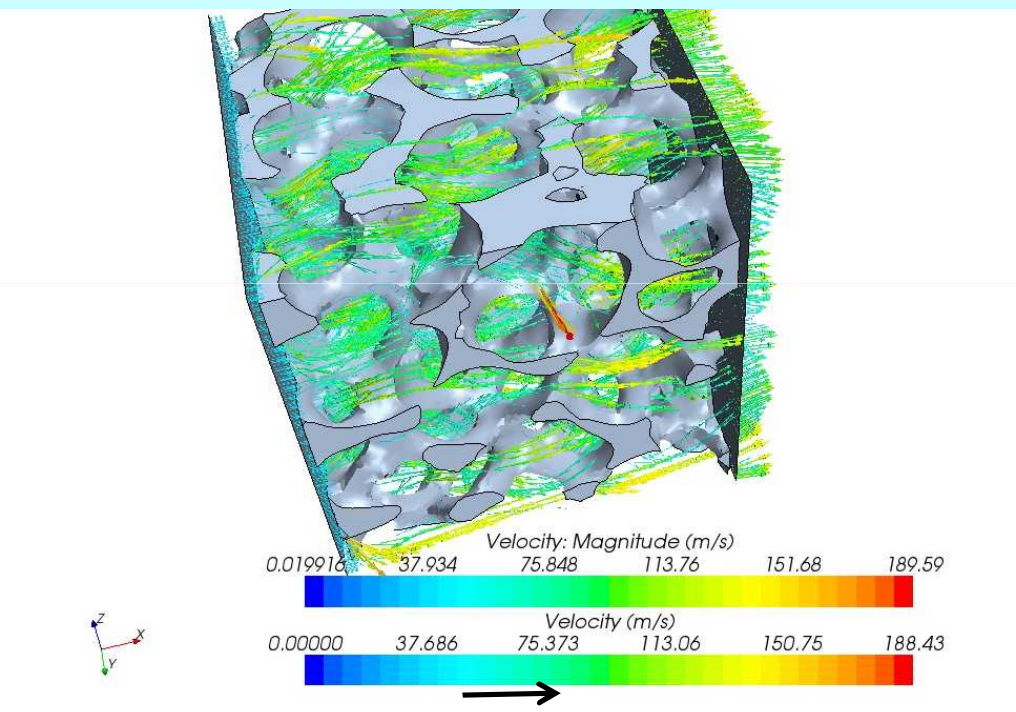 Velocity: Magnitude (m/s)
0.019916 37.934 75.848 113.76 151.68 189.59
Velocity (m/s)
0.00000 37.686 75.373 113.06 150.75 188.43
Z
X
Y